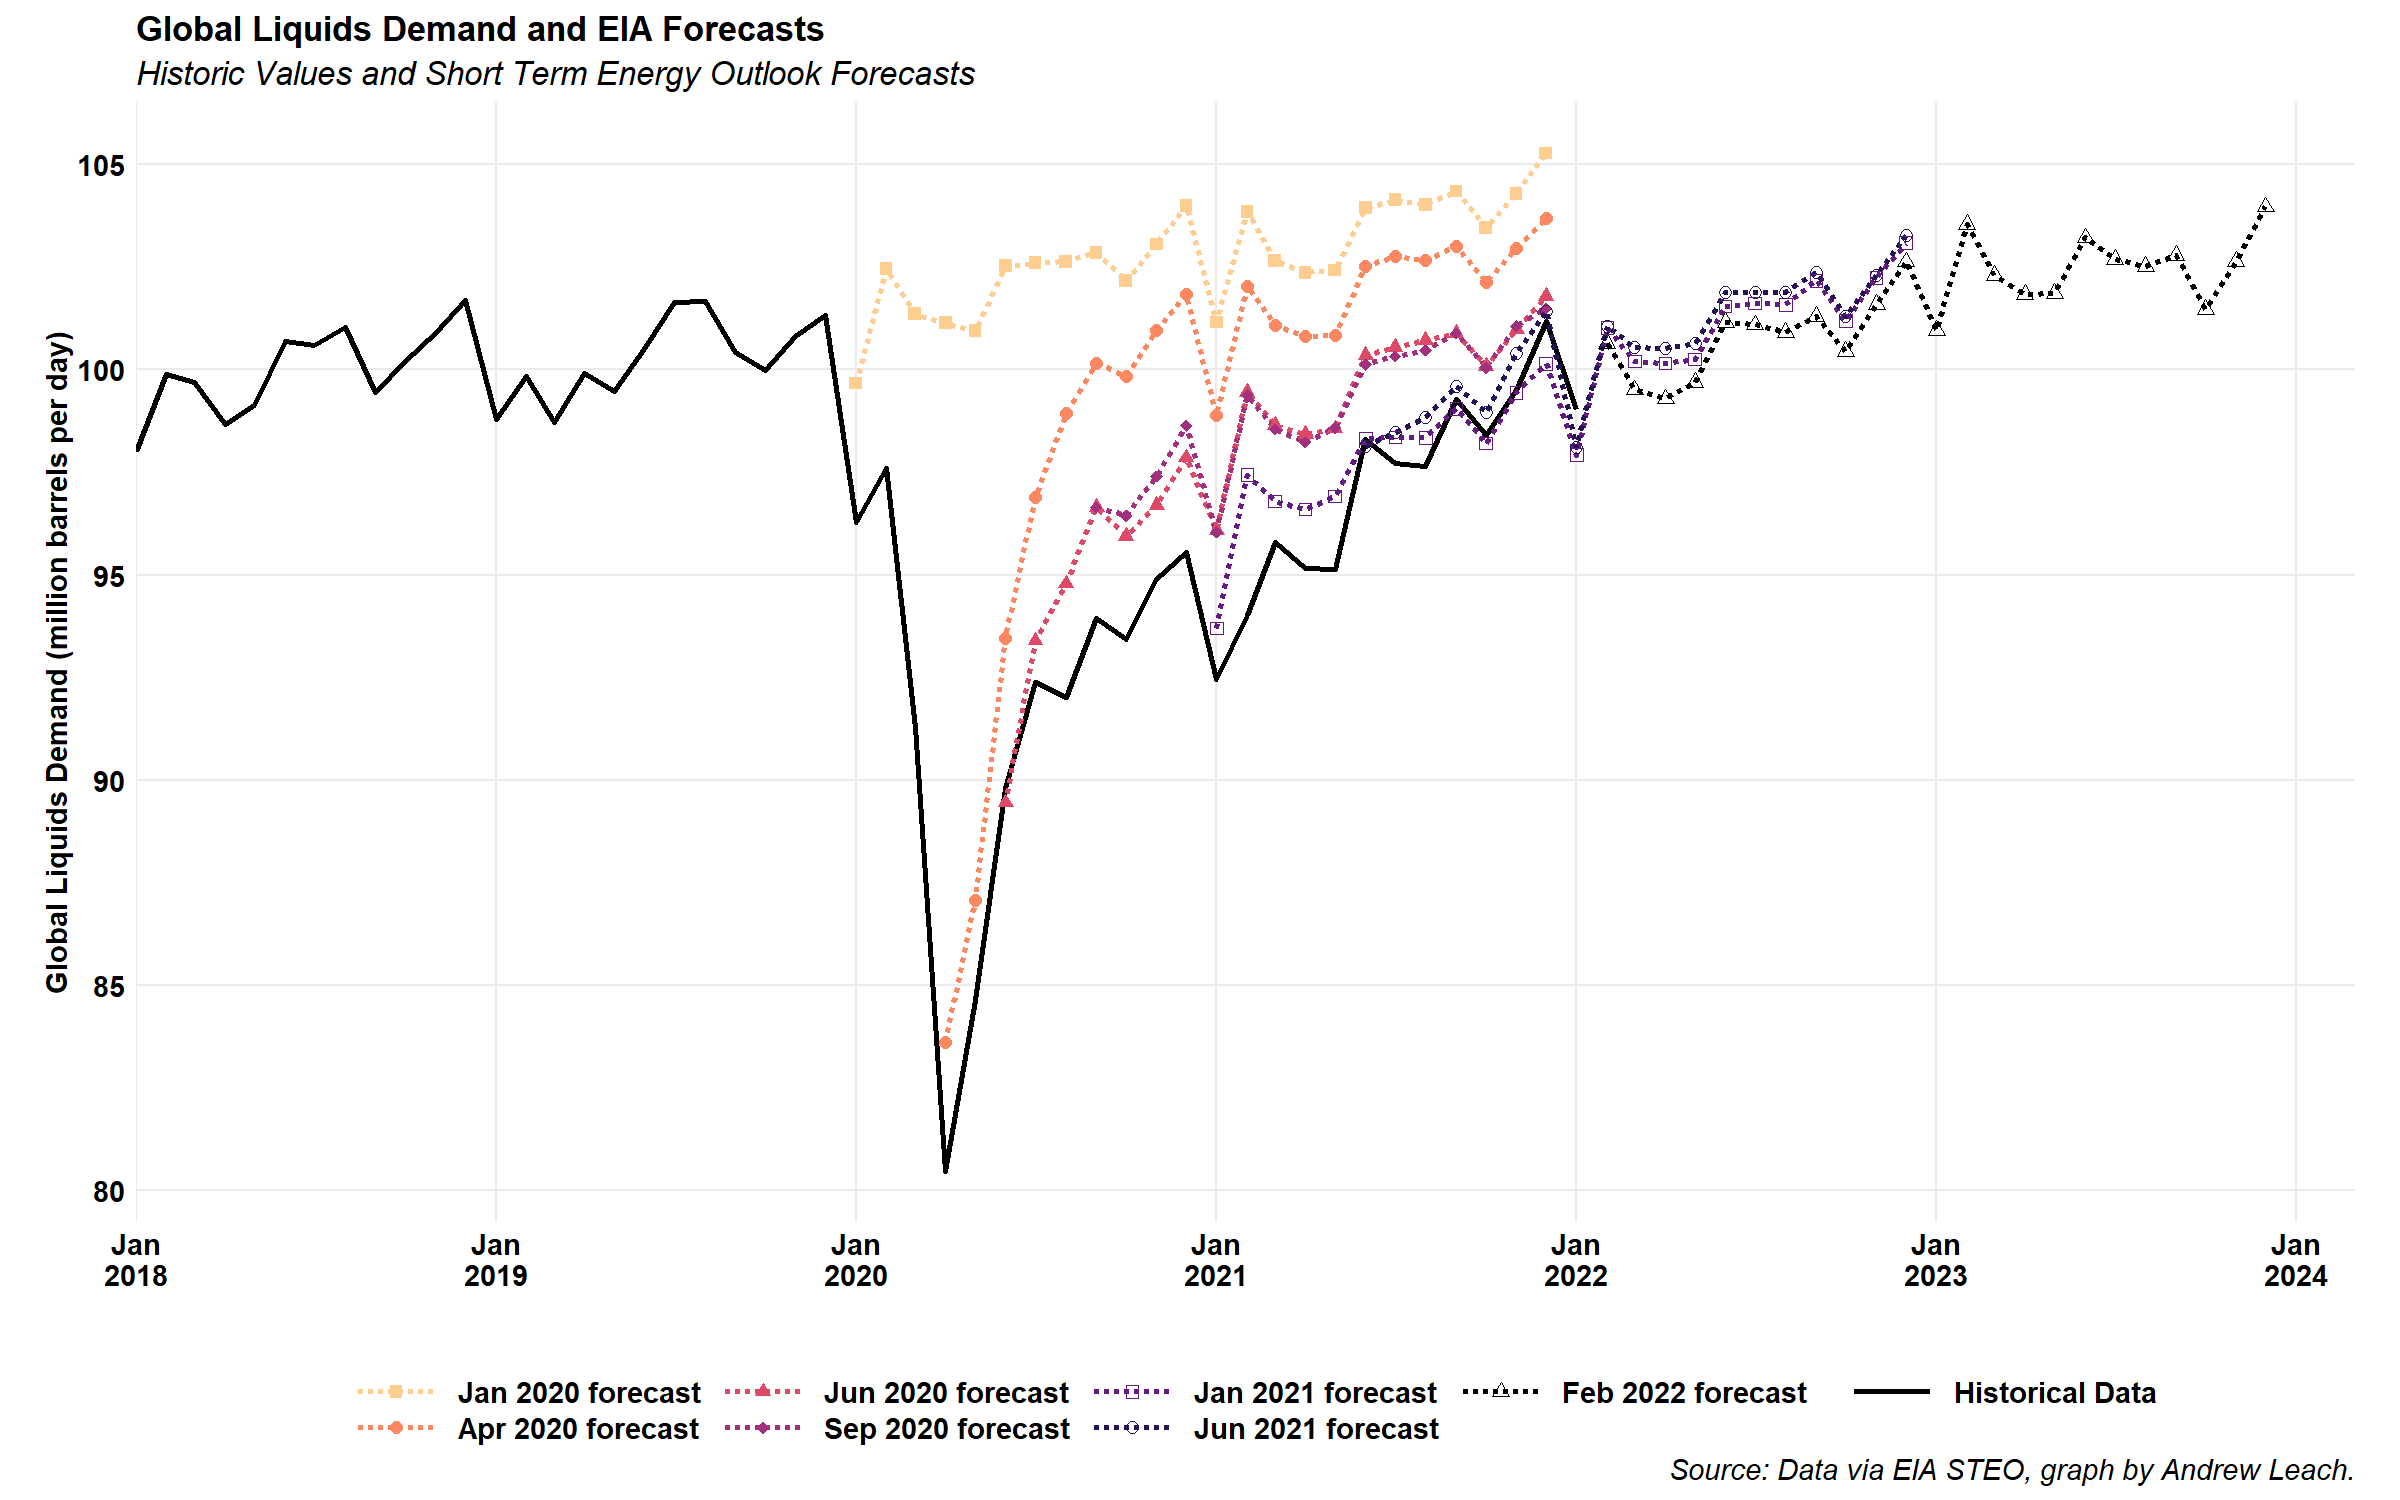 Global Liquids Demand and EIA Forecasts
Historic Values and Short Term Energy Outlook Forecasts
Global Liquids Demand (million barrels per day)
105
100
95
90
85
80
Jan Jan Jan Jan Jan Jan Jan
2018 2019 2020 2021 2022 2023 2024
Jan 2020 forecast Jun 2020 forecast Jan 2021 forecast Feb 2022 forecast Historical Data
Apr 2020 forecast Sep 2020 forecast Jun 2021 forecast
Source: Data via EIA STEO, graph by Andrew Leach.